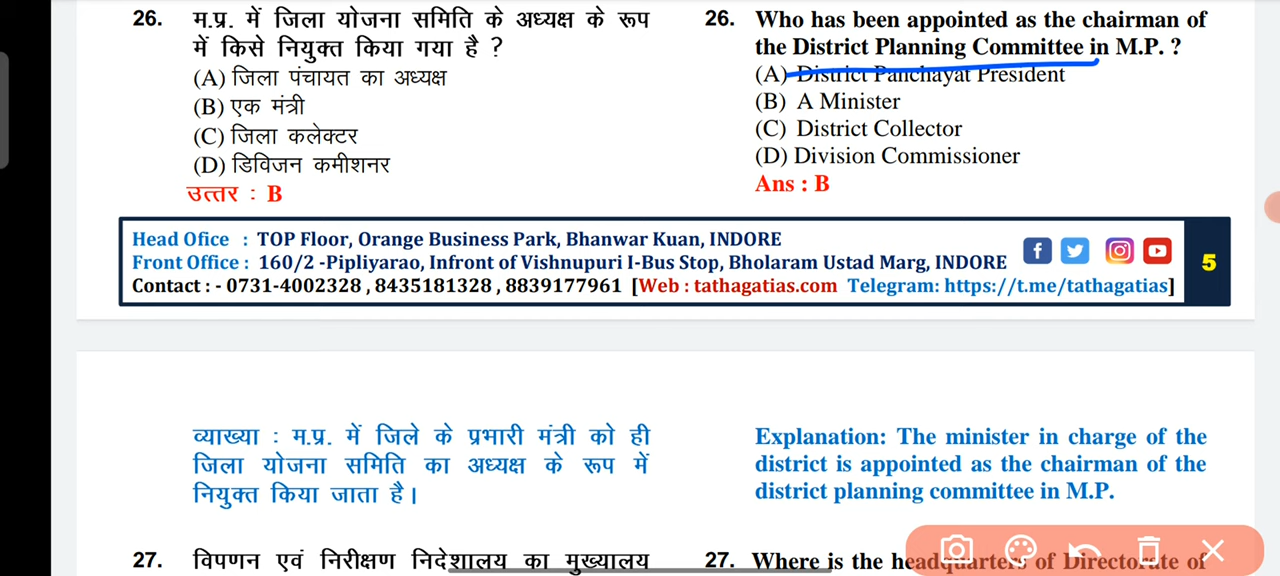 26. म.प्र. में जिला योजना समिति के अध्यक्ष के रूप
में किसे नियुक्त किया गया है ?
(A) जिला पंचायत का अध्यक्ष
(B) एक मंत्री
(C) जिला कलेक्टर
(D) डिविजन कमीशनर
उत्तर : B
26. Who has been appointed as the chairman of
the District Planning Committee in M.P. ?
(A) District Panchayat President
(B) A Minister
(C) District Collector
(D) Division Commissioner
Ans : B
Head Ofice : TOP Floor, Orange Business Park, Bhanwar Kuan, INDORE
Front Office : 160/2 -Pipliyarao, Infront of Vishnupuri I-Bus Stop, Bholaram Ustad Marg, INDORE
Contact : - 0731-4002328 , 8435181328 , 8839177961 [Web : tathagatias.com Telegram: https://t.me/tathagatias]
5
व्याख्या : म.प्र. में जिले के प्रभारी मंत्री को ही
जिला योजना समिति का अध्यक्ष के रूप में
नियुक्त किया जाता है।
Explanation: The minister in charge of the
district is appointed as the chairman of the
district planning committee in M.P.
27. विपणन एवं निरीक्षण निदेशालय का मुख्यालय
27. Where is the headquarters of Directorate of